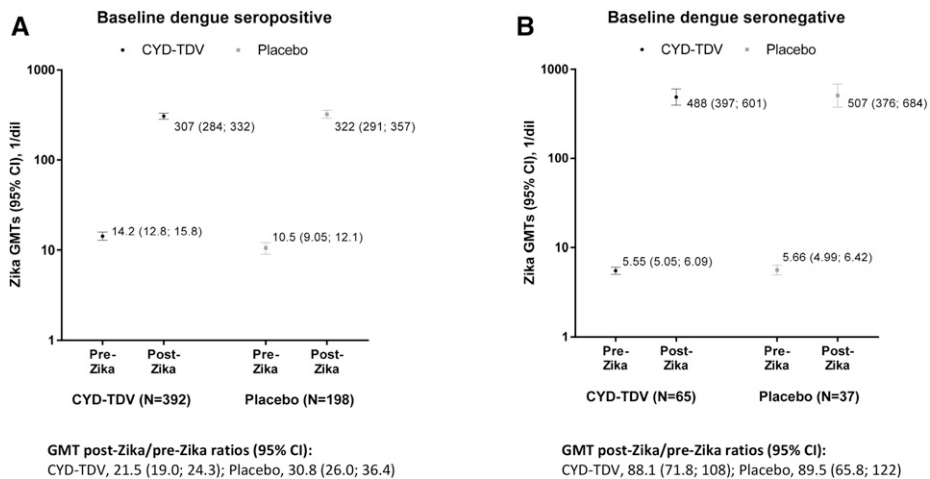 A
Baseline dengue seropositive
CYD-TDV Placebo
Zika GMTs (95% CI), 1/dil
1000
100
10
1
307 (284; 332)
322 (291; 357)
14.2 (12.8; 15.8)
10.5 (9.05; 12.1)
Pre- Post- Pre- Post-
Zika Zika Zika Zika
CYD-TDV (N=392) Placebo (N=198)
GMT post-Zika/pre-Zika ratios (95% CI):
CYD-TDV, 21.5 (19.0; 24.3); Placebo, 30.8 (26.0; 36.4)
B
Baseline dengue seronegative
CYD-TDV Placebo
Zika GMTs (95% CI), 1/dil
1000
100
10
1
488 (397; 601)
507 (376; 684)
5.55 (5.05; 6.09)
5.66 (4.99; 6.42)
Pre- Post- Pre- Post-
Zika Zika Zika Zika
CYD-TDV (N=65) Placebo (N=37)
GMT post-Zika/pre-Zika ratios (95% CI):
CYD-TDV, 88.1 (71.8; 108); Placebo, 89.5 (65.8; 122)